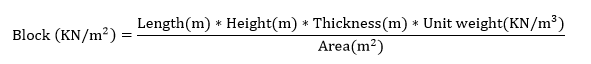 Block (KN/m²) = Length(m) * Height(m) * Thickness(m) * Unit weight(KN/m³)
Area(m²)